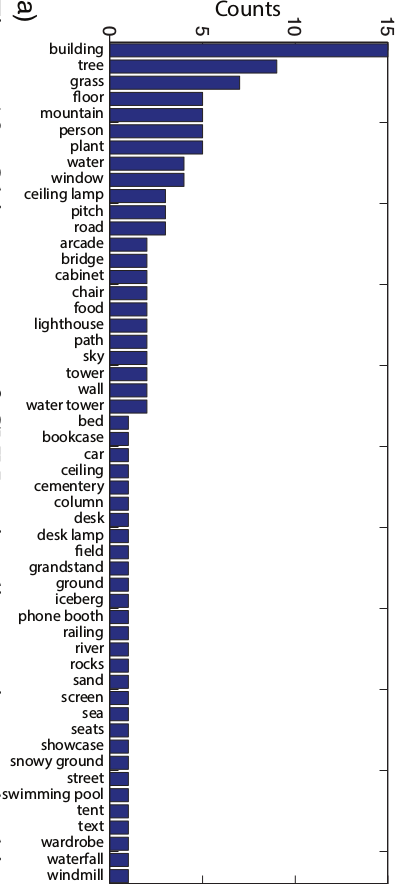 a)
Counts
0 5 10 15
building
tree
grass
floor
mountain
person
plant
water
window
ceiling lamp
pitch
road
arcade
bridge
cabinet
chair
food
lighthouse
path
sky
tower
wall
water tower
bed
bookcase
car
ceiling
cementery
column
desk
desk lamp
field
grandstand
ground
iceberg
phone booth
railing
river
rocks
sand
screen
sea
seats
showcase
snowy ground
street
swimming pool
tent
text
wardrobe
waterfall
windmill